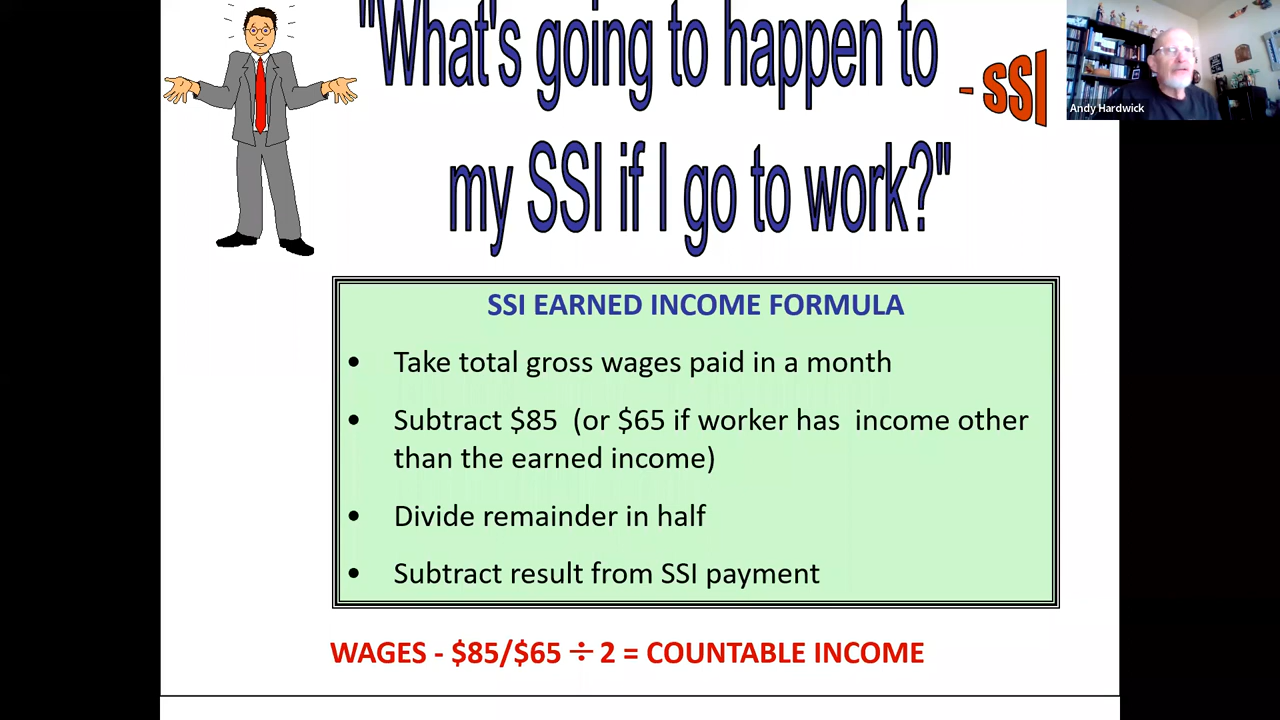 "What's going to happen to
- SSI
my SSI if I go to work?"
Andy Hardwick
SSI EARNED INCOME FORMULA
• Take total gross wages paid in a month
• Subtract $85 (or $65 if worker has income other
than the earned income)
• Divide remainder in half
• Subtract result from SSI payment
WAGES - $85/$65 ÷ 2 = COUNTABLE INCOME